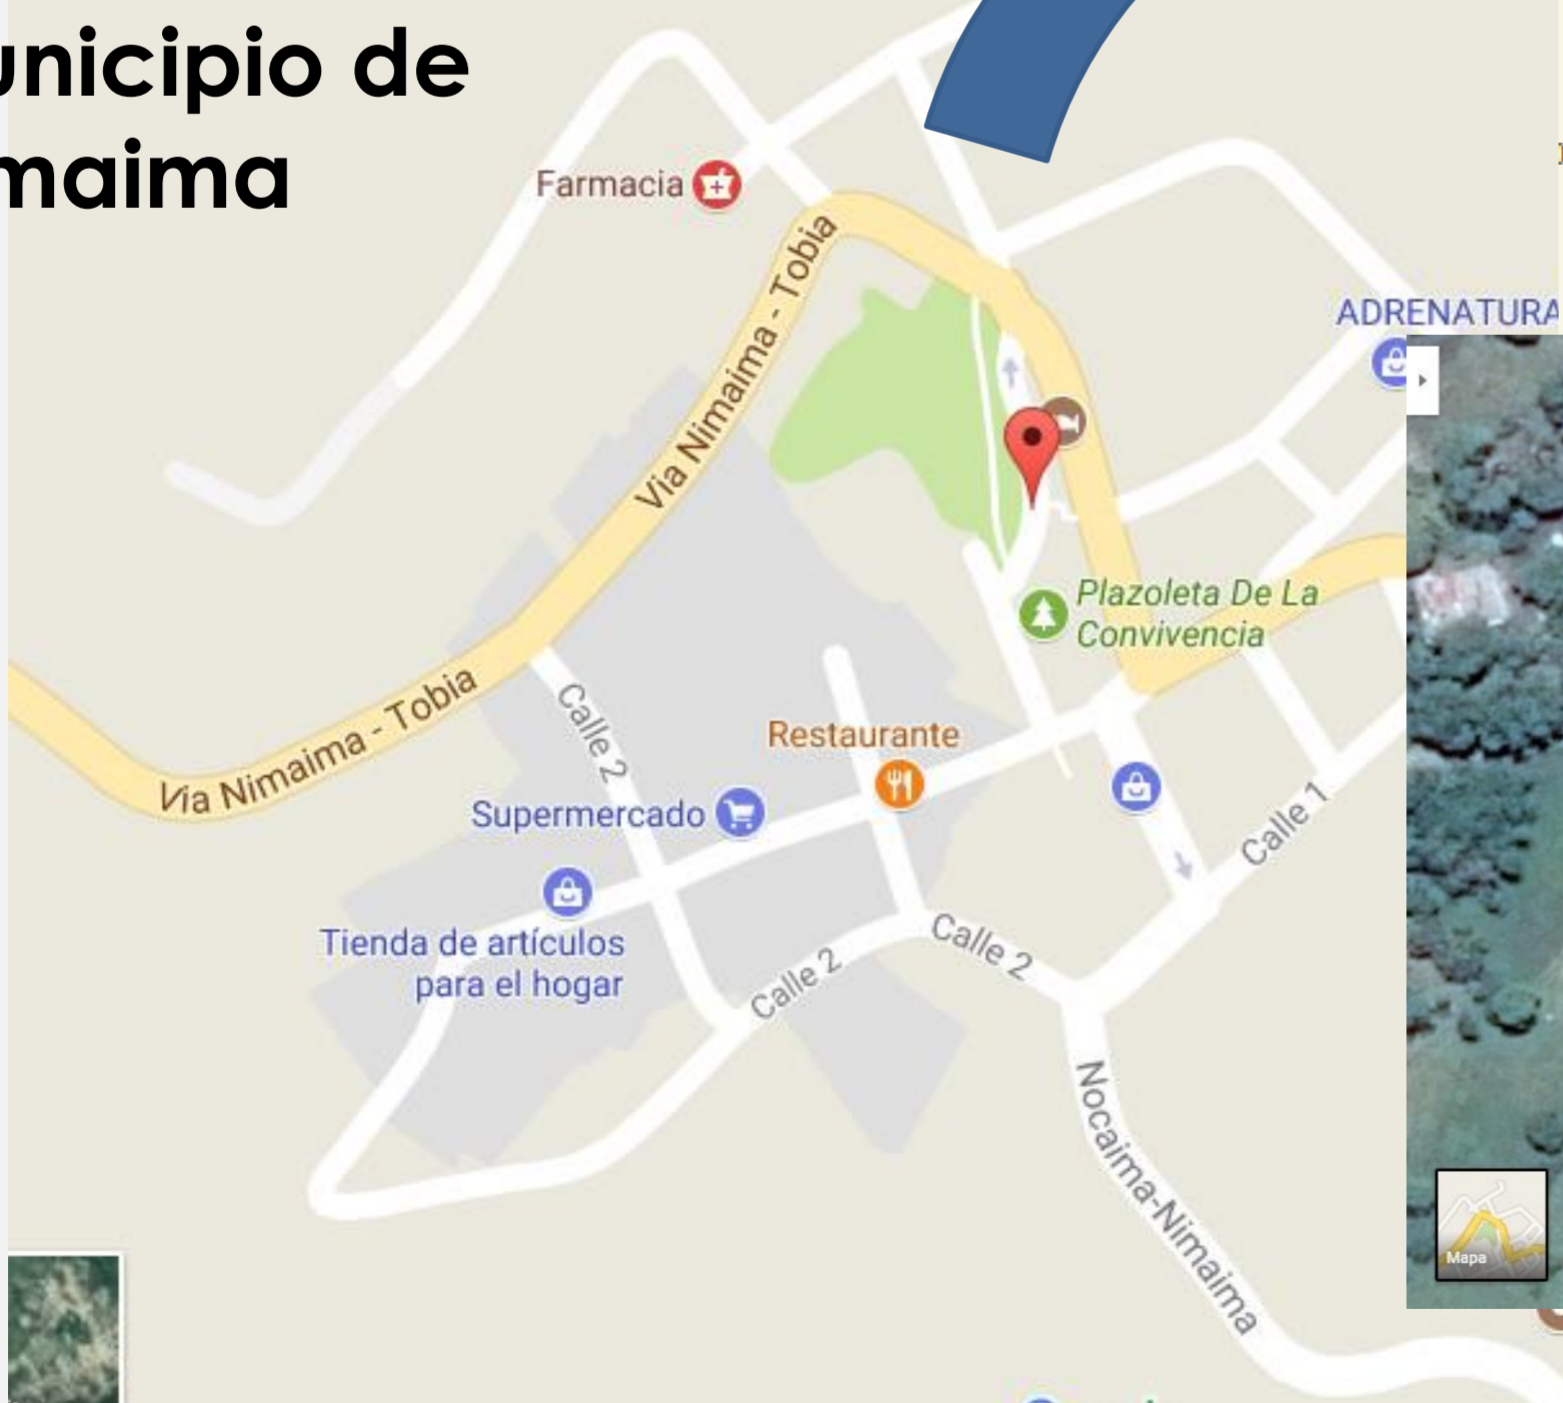 unicipio de
maima
Farmacia
Via Nimaima - Tobia
ADRENATURA
Plazoleta De La
Convivencia
Via Nimaima - Tobia
Calle 2
Restaurante
Supermercado
Calle 1
Tienda de artículos
para el hogar
Calle 2
Calle 2
Nocaima-Nimaima
Mapa